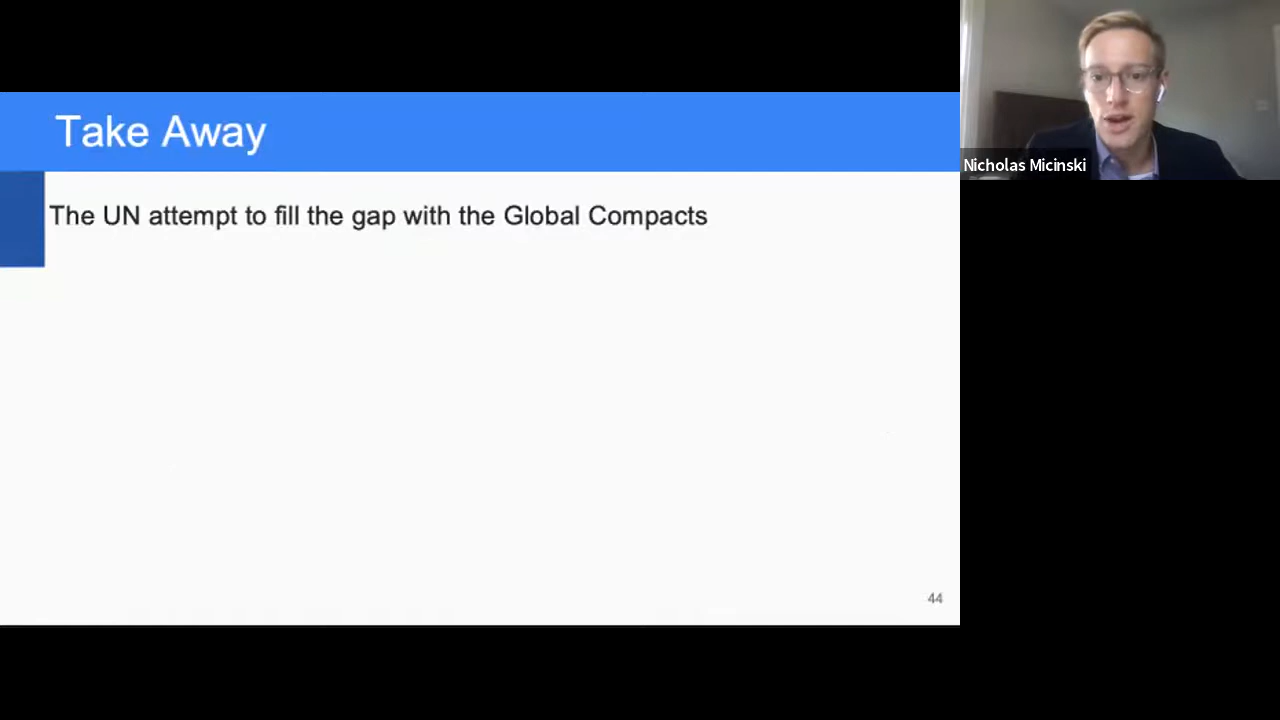 Take Away
Nicholas Micinski
The UN attempt to fill the gap with the Global Compacts
44